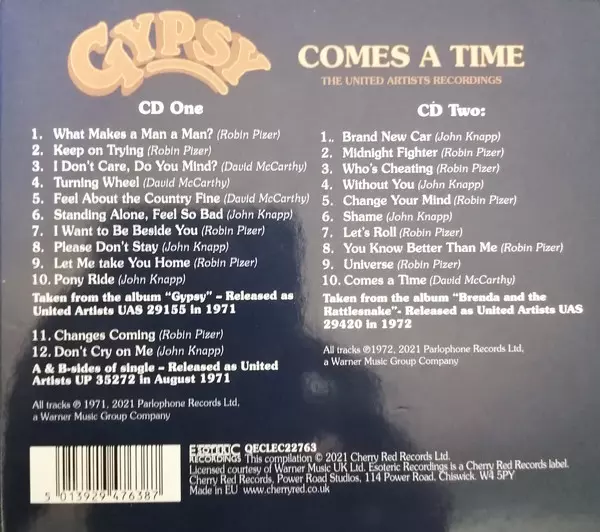 GYPSY
COMES A TIME
THE UNITED ARTISTS RECORDINGS
CD One
1. What Makes a Man a Man? (Robin Pizer)
2. Keep on Trying (Robin Pizer)
3. I Don't Care, Do You Mind? (David McCarthy)
4. Turning Wheel (David McCarthy)
5. Feel About the Country Fine (David McCarthy)
6. Standing Alone, Feel So Bad (John Knapp)
7. I Want to Be Beside You (Robin Pizer)
8. Please Don't Stay (John Knapp)
9. Let Me take You Home (Robin Pizer)
10. Pony Ride (John Knapp)
Taken from the album "Gypsy" – Released as
United Artists UAS 29155 in 1971
11. Changes Coming (Robin Pizer)
12. Don't Cry on Me (John Knapp)
A & B-sides of single – Released as United
Artists UP 35272 in August 1971
All tracks ℗ 1971, 2021 Parlophone Records Ltd,
a Warner Music Group Company
CD Two:
1.. Brand New Car (John Knapp)
2. Midnight Fighter (Robin Pizer)
3. Who's Cheating (Robin Pizer)
4. Without You (John Knapp)
5. Change Your Mind (Robin Pizer)
6. Shame (John Knapp)
7. Let's Roll (Robin Pizer)
8. You Know Better Than Me (Robin Pizer)
9. Universe (Robin Pizer)
10. Comes a Time (David McCarthy)
Taken from the album "Brenda and the
Rattlesnake"- Released as United Artists UAS
29420 in 1972
All tracks ℗1972, 2021 Parlophone Records Ltd,
a Warner Music Group Company
5 013929 476387
ESOTERIC
RECORDINGS
QECLEC22763
This compilation © 2021 Cherry Red Records Ltd.
Licensed courtesy of Warner Music UK Ltd. Esoteric Recordings is a Cherry Red Records label.
Cherry Red Records, Power Road Studios, 114 Power Road, Chiswick. W4 5PY
Made in EU www.cherryred.co.uk